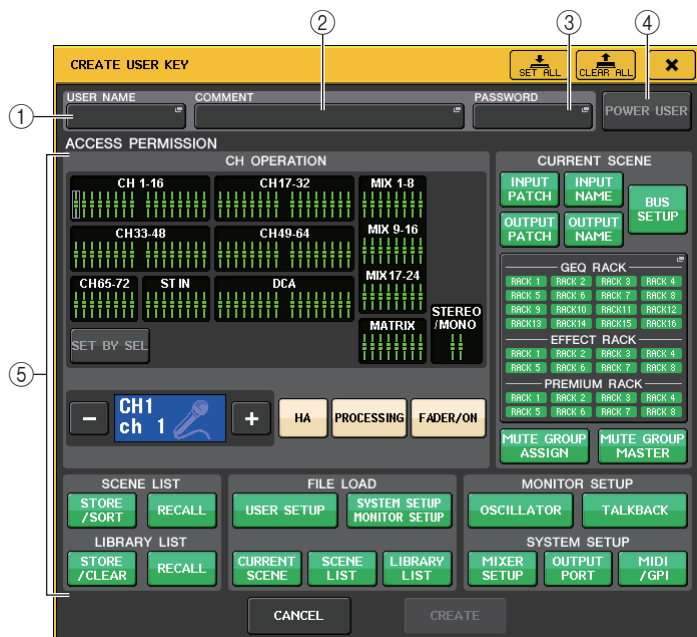 ① ② ③ ④ ⑤
CREATE USER KEY
SET ALL
CLEAR ALL
USER NAME
COMMENT
PASSWORD
POWER USER
ACCESS PERMISSION
CH OPERATION
CH 1-16
CH17-32
MIX 1-8
CH33-48
CH49-64
MIX 9-16
CH65-72
ST IN
DCA
MIX17-24
STEREO
/MONO
MATRIX
SET BY SEL
−
CH1
ch 1
+
HA
PROCESSING
FADER/ON
CURRENT SCENE
INPUT
PATCH
INPUT
NAME
BUS
SETUP
OUTPUT
PATCH
OUTPUT
NAME
GEQ RACK
RACK 1 RACK 2 RACK 3 RACK 4
RACK 5 RACK 6 RACK 7 RACK 8
RACK 9 RACK10 RACK11 RACK12
RACK13 RACK14 RACK15 RACK16
EFFECT RACK
RACK 1 RACK 2 RACK 3 RACK 4
RACK 5 RACK 6 RACK 7 RACK 8
PREMIUM RACK
RACK 1 RACK 2 RACK 3 RACK 4
RACK 5 RACK 6 RACK 7 RACK 8
MUTE GROUP
ASSIGN
MUTE GROUP
MASTER
SCENE LIST
STORE
/SORT
RECALL
LIBRARY LIST
STORE
/CLEAR
RECALL
FILE LOAD
USER SETUP
SYSTEM SETUP
MONITOR SETUP
CURRENT
SCENE
SCENE
LIST
LIBRARY
LIST
MONITOR SETUP
OSCILLATOR
TALKBACK
SYSTEM SETUP
MIXER
SETUP
OUTPUT
PORT
MIDI
/GPI
CANCEL
CREATE